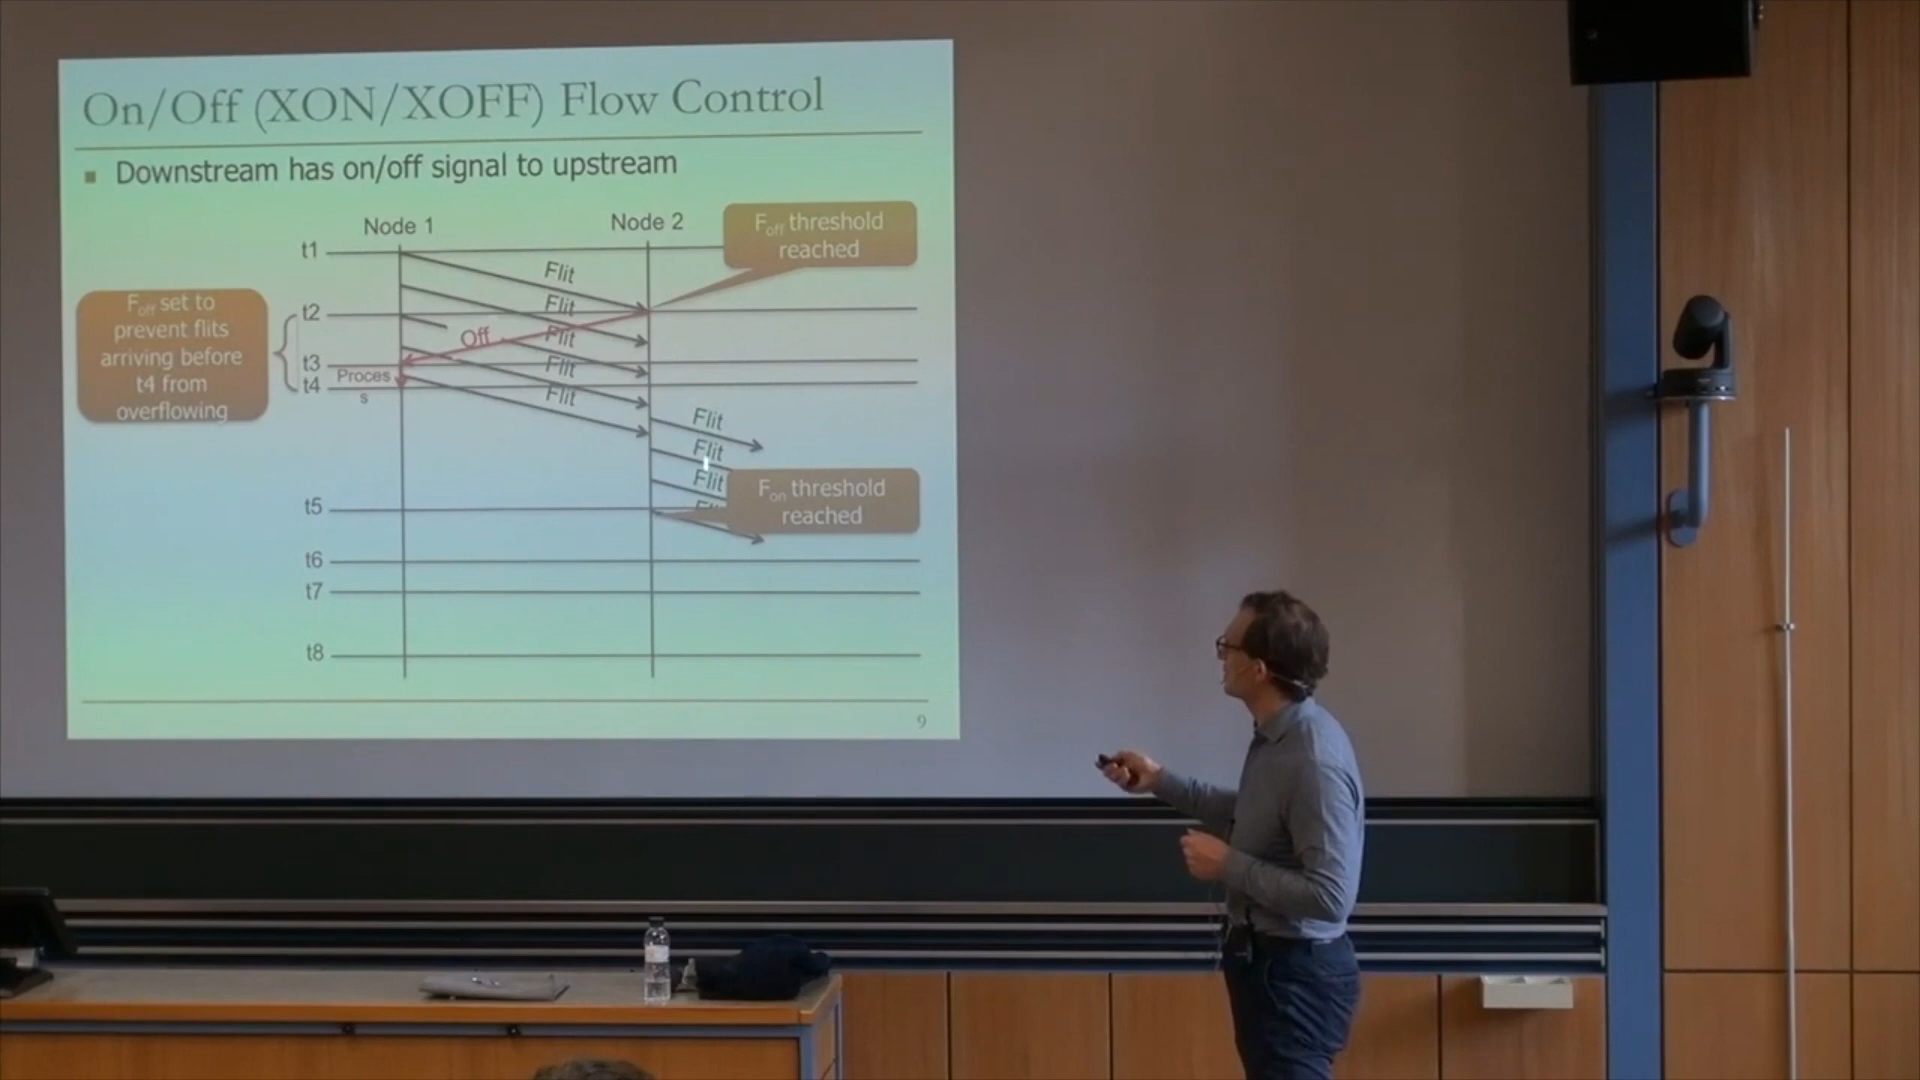 On/Off (XON/XOFF) Flow Control
Downstream has on/off signal to upstream
Node 1
Node 2
Foff threshold
reached
t1
Flit
Foff set to
prevent flits
arriving before
t4 from
overflowing
t2
Flit
Off
Flit
t3
Flit
Proces
s
t4
Flit
Flit
Flit
Flit
Fon threshold
reached
t5
t6
t7
t8
9